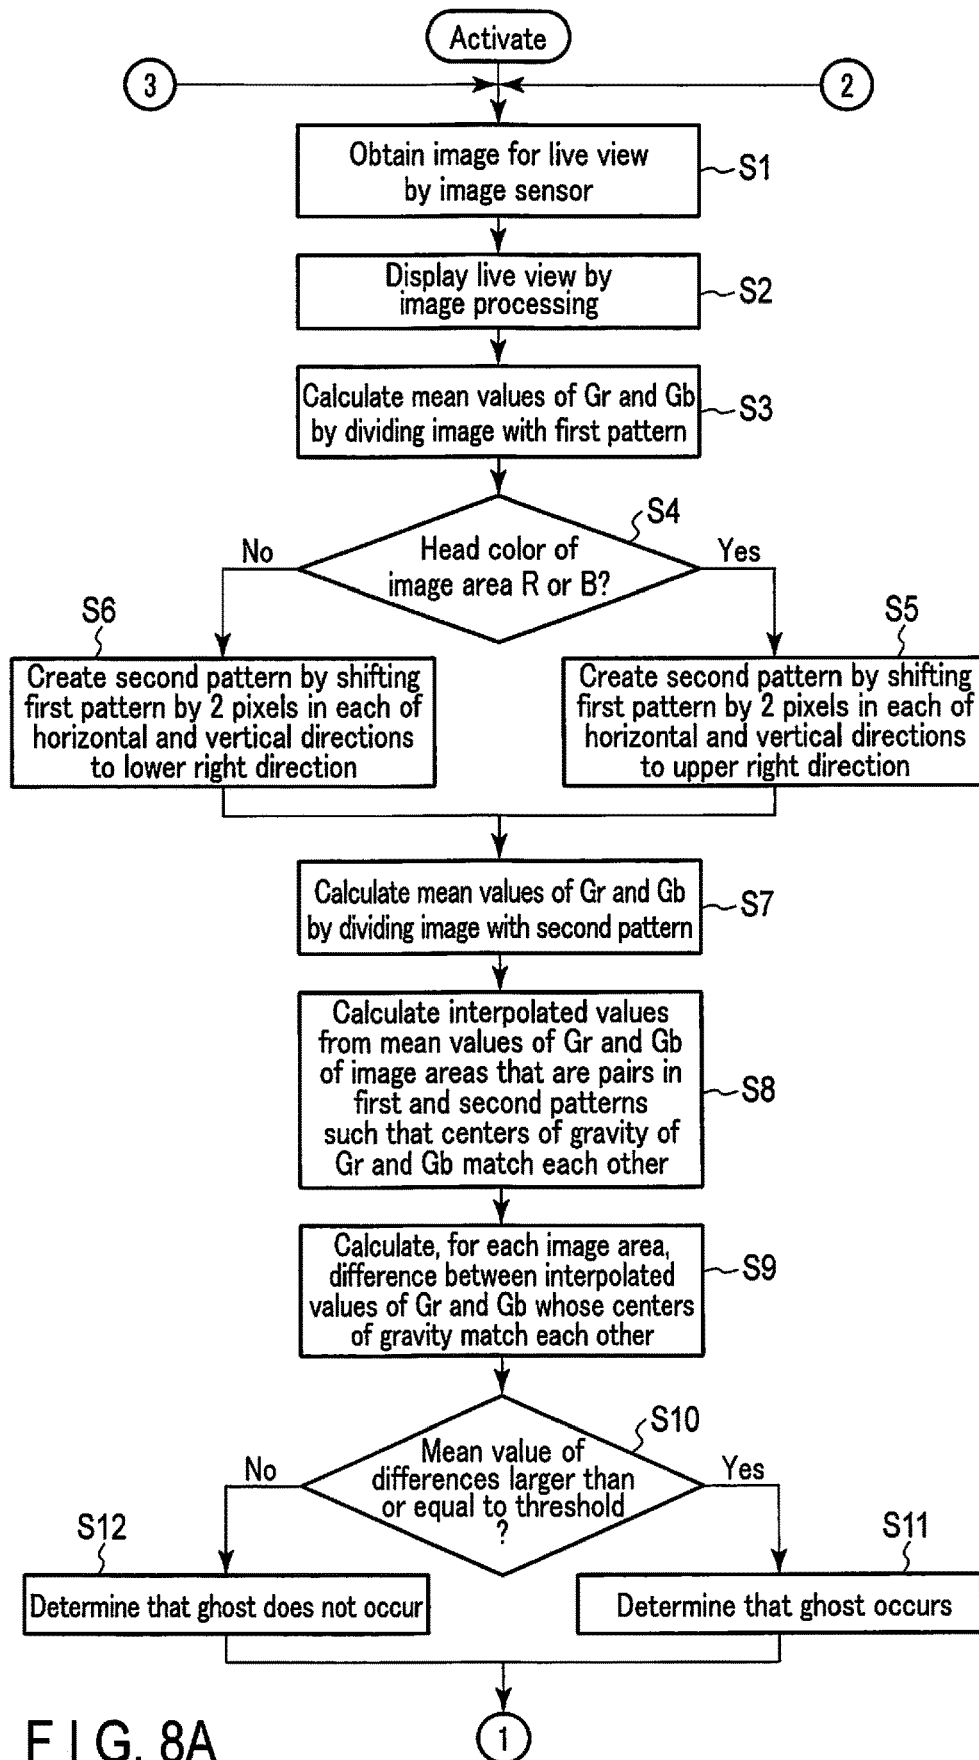 Activate
3
2
Obtain image for live view
by image sensor
S1
Display live view by
image processing
S2
Calculate mean values of Gr and Gb
by dividing image with first pattern
S3
S4
No
Head color of
image area R or B?
Yes
S6
S5
Create second pattern by shifting
first pattern by 2 pixels in each of
horizontal and vertical directions
to lower right direction
Create second pattern by shifting
first pattern by 2 pixels in each of
horizontal and vertical directions
to upper right direction
Calculate mean values of Gr and Gb
by dividing image with second pattern
S7
Calculate interpolated values
from mean values of Gr and Gb
of image areas that are pairs in
first and second patterns
such that centers of gravity of
Gr and Gb match each other
S8
Calculate, for each image area,
difference between interpolated
values of Gr and Gb whose centers
of gravity match each other
S9
S10
No
Mean value of
differences larger than
or equal to threshold
?
Yes
S12
S11
Determine that ghost does not occur
Determine that ghost occurs
FIG. 8A
1